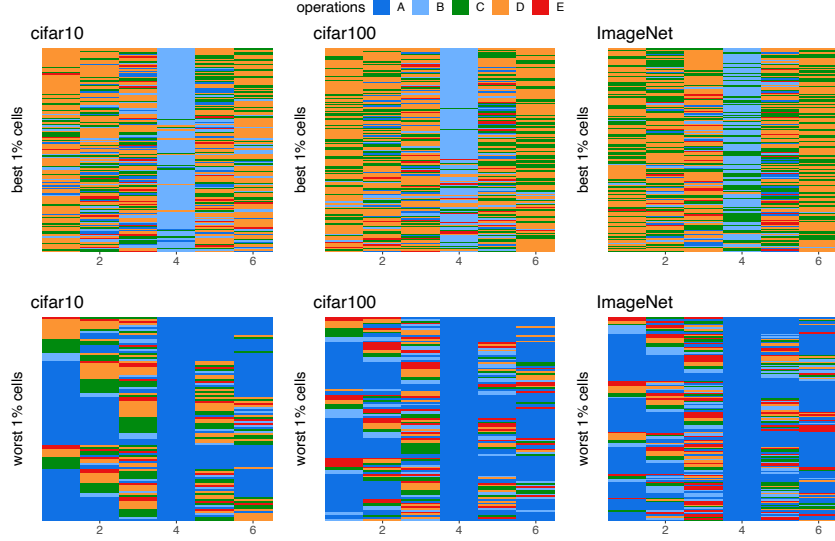 operations A B C D E
cifar10 cifar100 ImageNet
best 1% cells best 1% cells best 1% cells
2 4 6 2 4 6 2 4 6
cifar10 cifar100 ImageNet
worst 1% cells worst 1% cells worst 1% cells
2 4 6 2 4 6 2 4 6